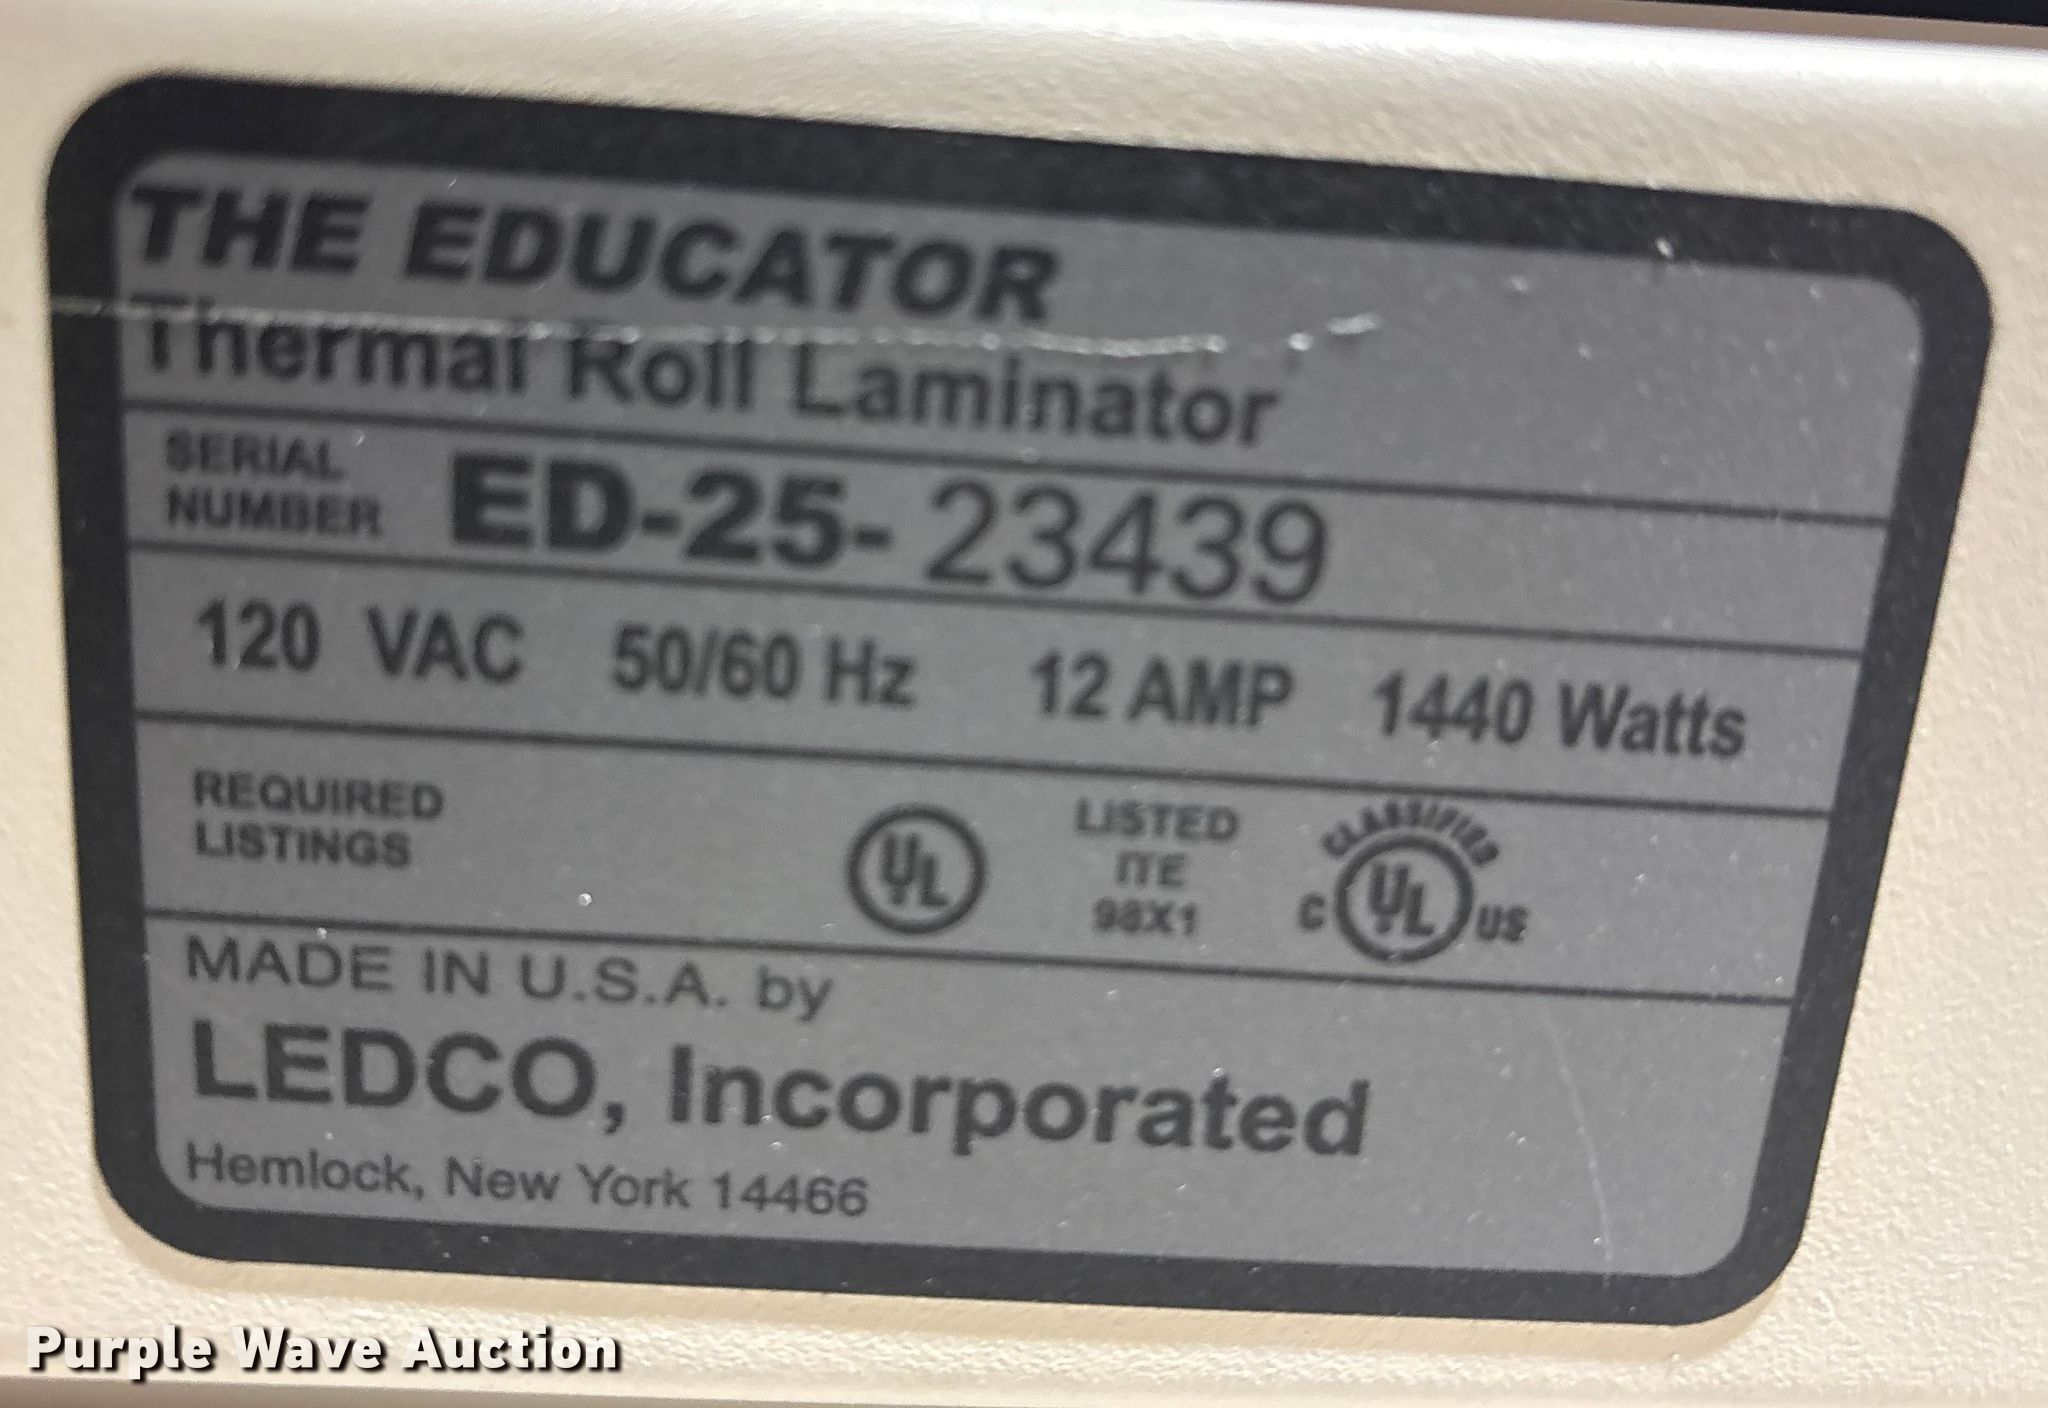 THE EDUCATOR
Thermal Roll Laminator
SERIAL NUMBER ED-25-23439
120 VAC 50/60 Hz 12 AMP 1440 Watts
REQUIRED LISTINGS
UL
LISTED
ITE
98X1
CLASSIFIED
C UL US
MADE IN U.S.A. by
LEDCO, Incorporated
Hemlock, New York 14466
Purple Wave Auction